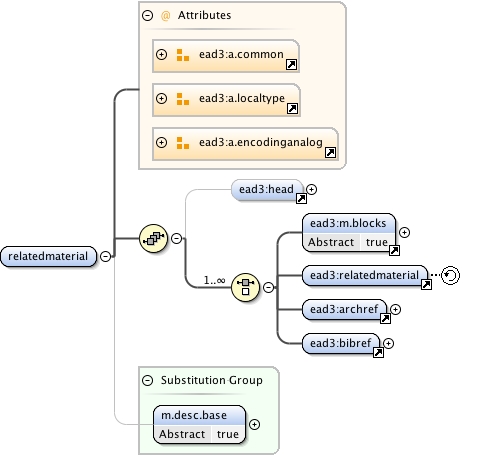 @ Attributes
ead3:a.common
ead3:a.localtype
ead3:a.encodinganalog
ead3:head
ead3:m.blocks
Abstract true
relatedmaterial
1..∞
ead3:relatedmaterial
ead3:archref
ead3:bibref
Substitution Group
m.desc.base
Abstract true